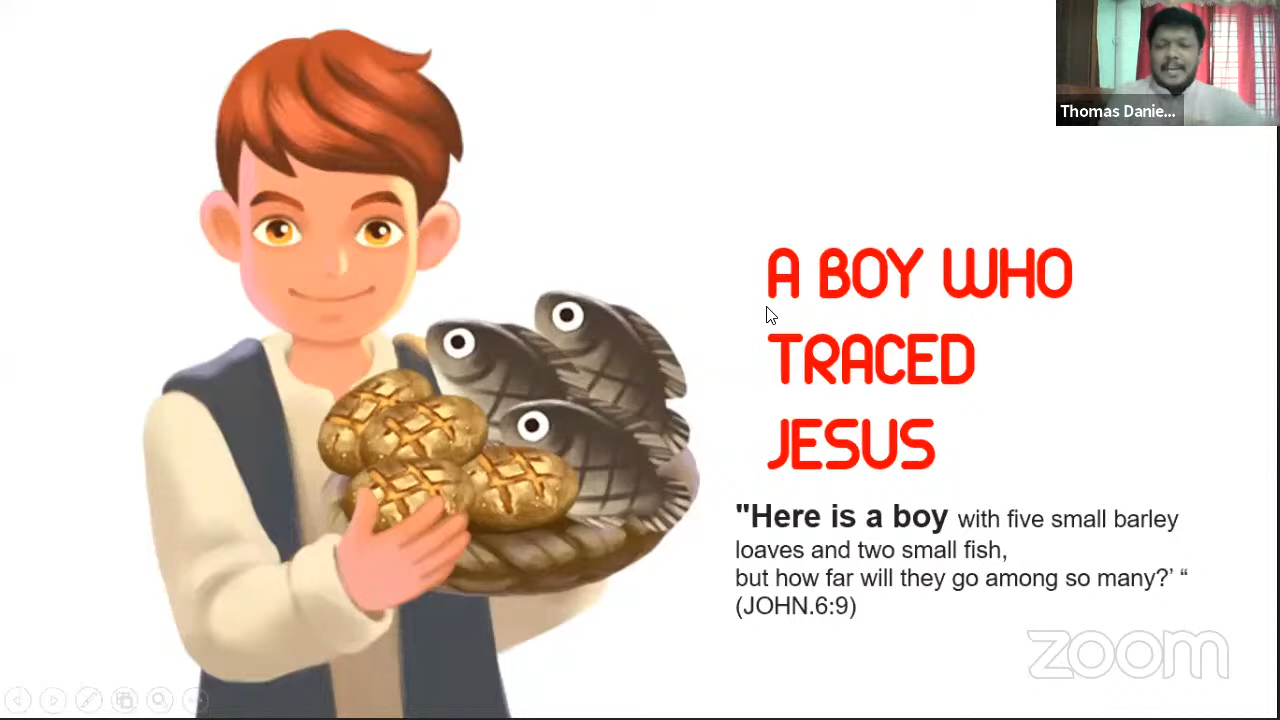 Thomas Danie...
A BOY WHO
TRACED
JESUS
"Here is a boy with five small barley
loaves and two small fish,
but how far will they go among so many?’ “
(JOHN.6:9)
zoom